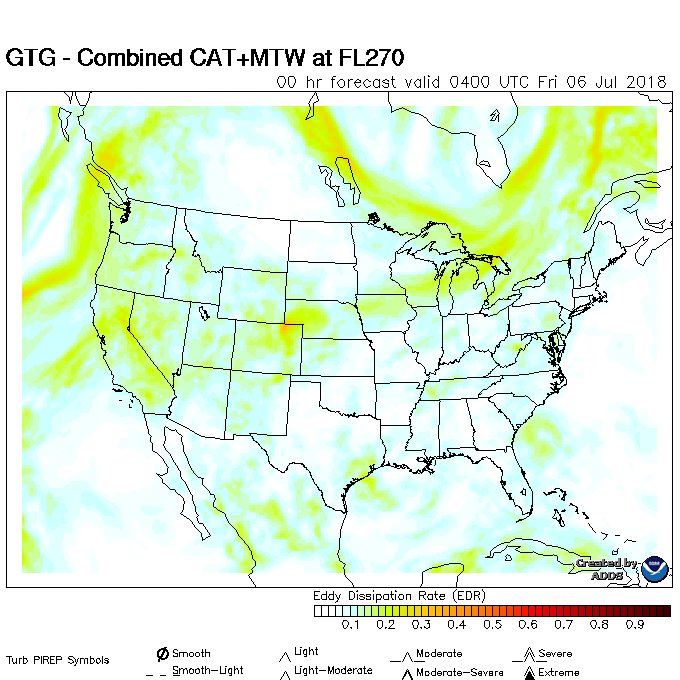 GTG - Combined CAT+MTW at FL270
00 hr forecast valid 0400 UTC Fri 06 Jul 2018
Created by
ADDS
Eddy Dissipation Rate (EDR)
0.1 0.2 0.3 0.4 0.5 0.6 0.7 0.8 0.9
Turb PIREP Symbols
Smooth Light Moderate Severe
Smooth-Light Light-Moderate Moderate-Severe Extreme